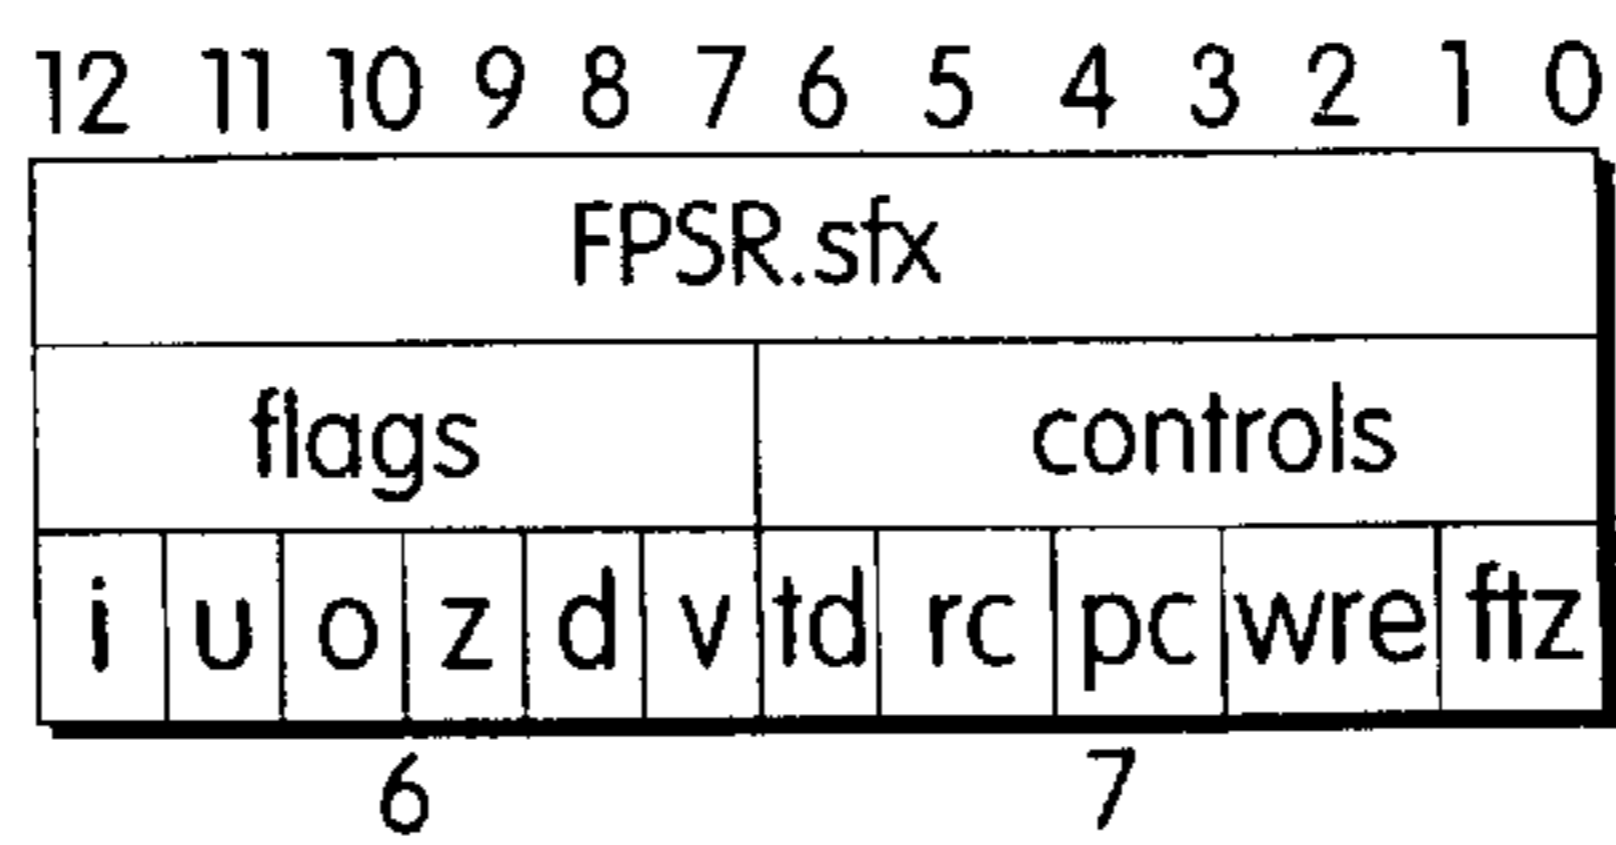 12 11 10 9 8 7 6 5 4 3 2 1 0
FPSR.sfx
flags controls
i u o z d v td rc pc wre ftz
6 7